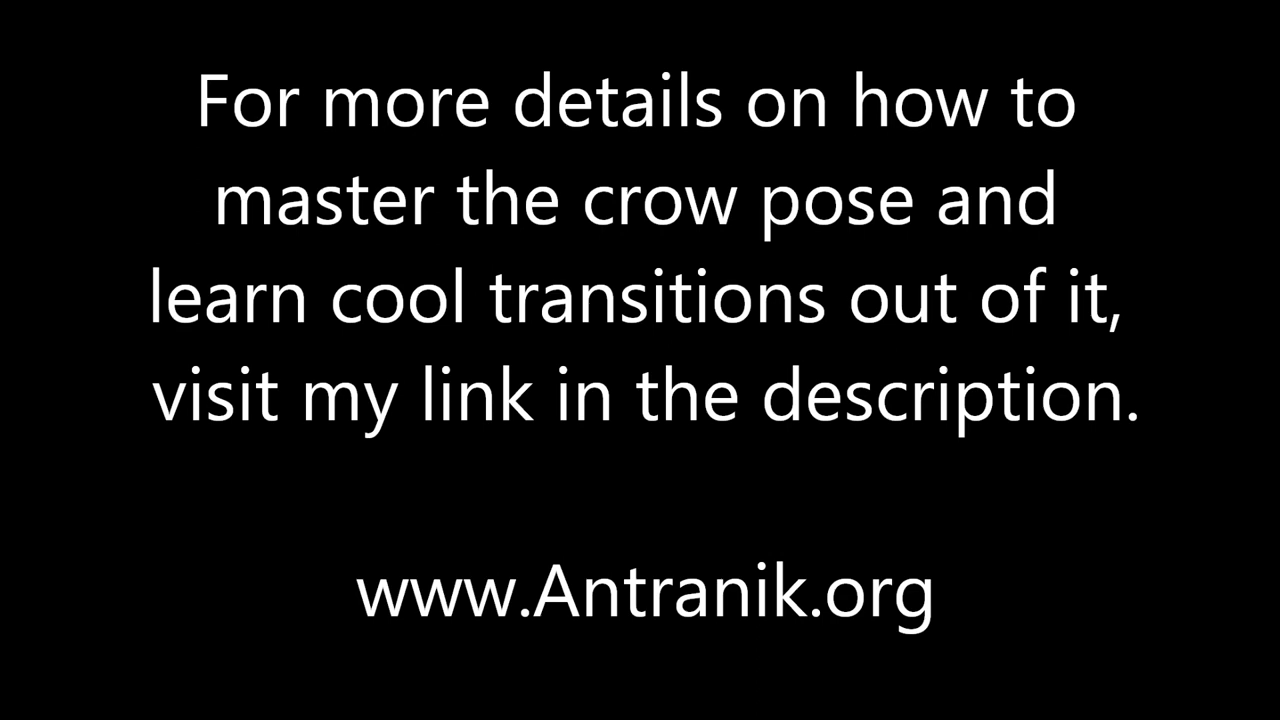 For more details on how to
master the crow pose and
learn cool transitions out of it,
visit my link in the description.
www.Antranik.org